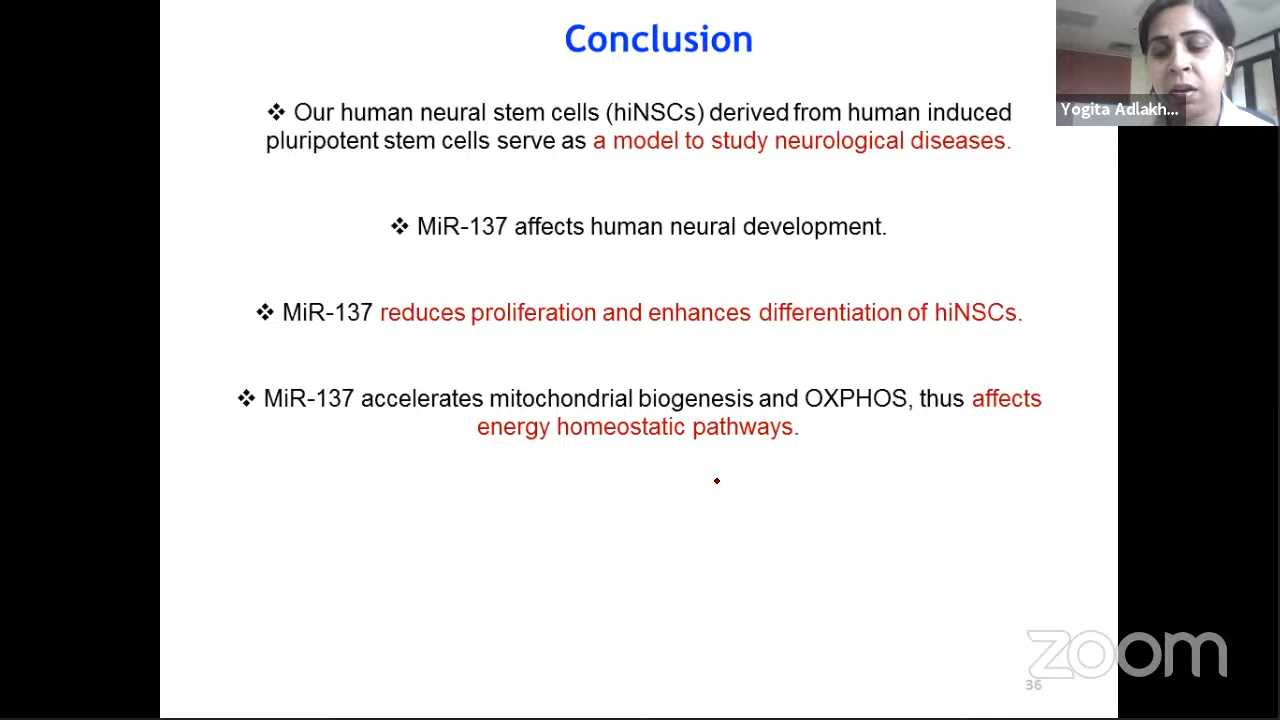 Conclusion
❖ Our human neural stem cells (hiNSCs) derived from human induced
pluripotent stem cells serve as a model to study neurological diseases.
❖ MiR-137 affects human neural development.
❖ MiR-137 reduces proliferation and enhances differentiation of hiNSCs.
❖ MiR-137 accelerates mitochondrial biogenesis and OXPHOS, thus affects
energy homeostatic pathways.
Yogita Adlakh...
zoom
36